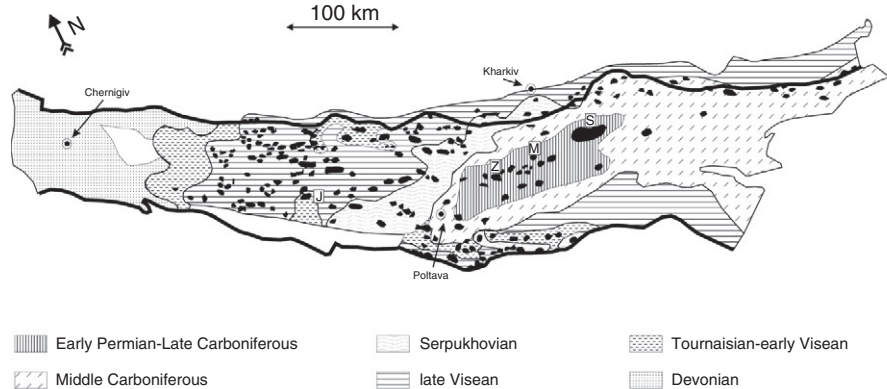 100 km
N
Kharkiv
Chernigiv
S
M
Z
J
Poltava
Early Permian-Late Carboniferous
Serpukhovian
Tournaisian-early Visean
Middle Carboniferous
late Visean
Devonian